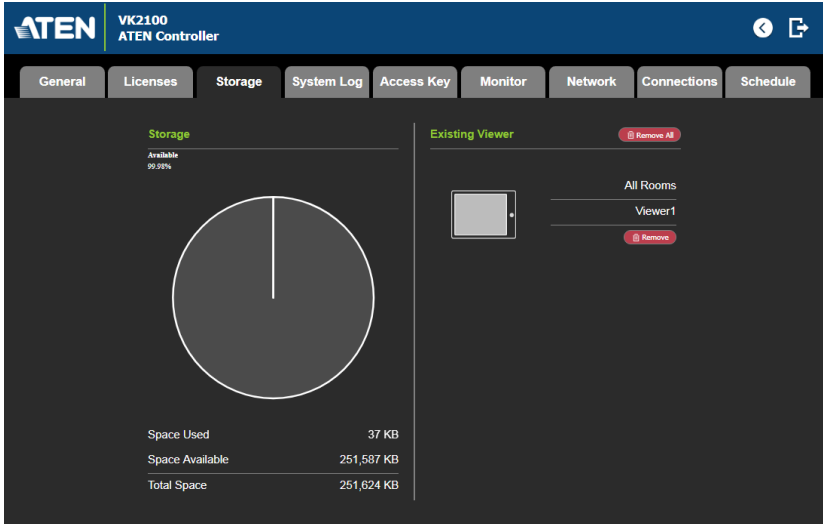 ATEN
VK2100
ATEN Controller
General Licenses Storage System Log Access Key Monitor Network Connections Schedule
Storage
Available
99.98%
Space Used 37 KB
Space Available 251,587 KB
Total Space 251,624 KB
Existing Viewer Remove All
All Rooms
Viewer1
Remove